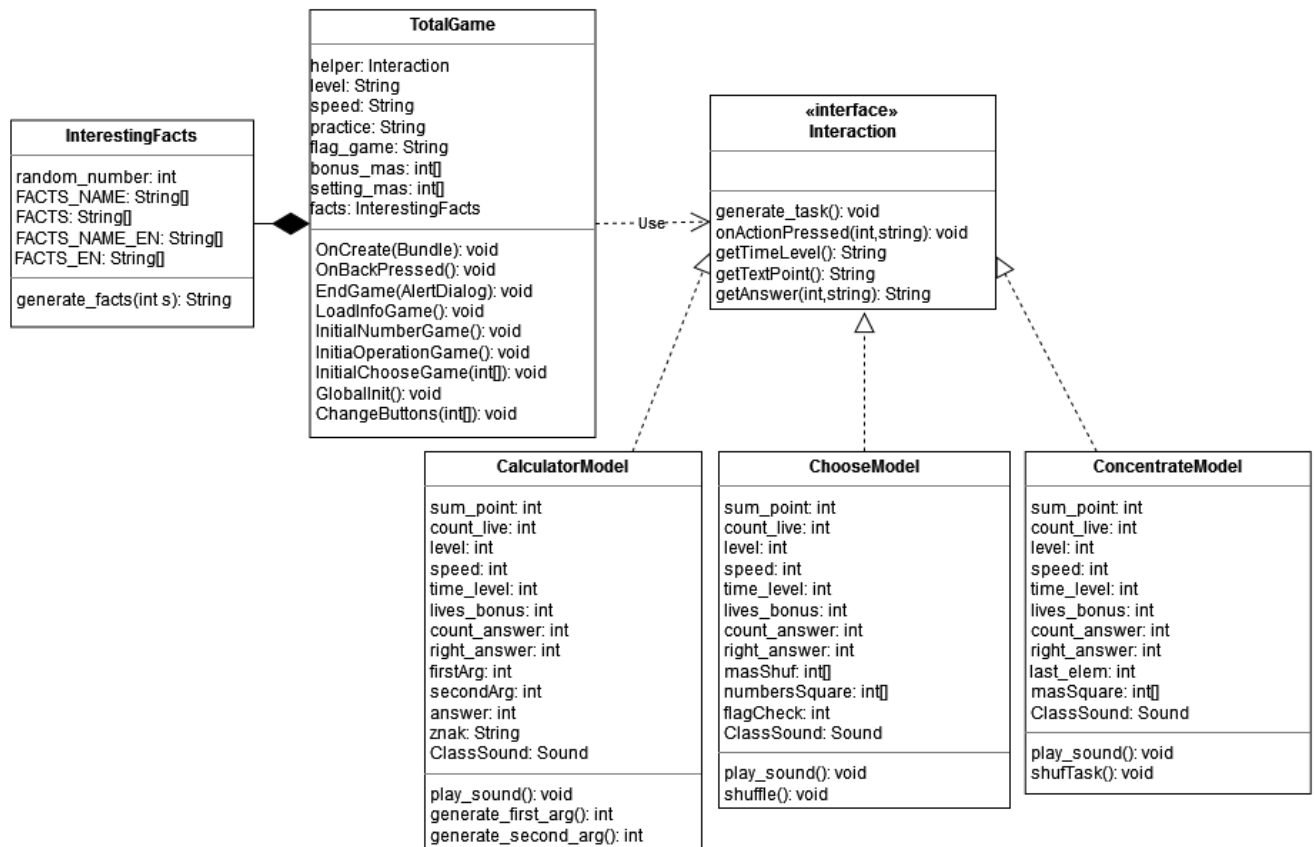 TotalGame
helper: Interaction
level: String
speed: String
practice: String
flag_game: String
bonus_mas: int[]
setting_mas: int[]
facts: InterestingFacts
OnCreate(Bundle): void
OnBackPressed(): void
EndGame(AlertDialog): void
LoadInfoGame(): void
InitialNumberGame(): void
InitiaOperationGame(): void
InitialChooseGame(int[]): void
GlobalInit(): void
ChangeButtons(int[]): void
InterestingFacts
random_number: int
FACTS_NAME: String[]
FACTS: String[]
FACTS_NAME_EN: String[]
FACTS_EN: String[]
generate_facts(int s): String
Use
«interface»
Interaction
generate_task(): void
onActionPressed(int,string): void
getTimeLevel(): String
getTextPoint(): String
getAnswer(int,string): String
CalculatorModel
sum_point: int
count_live: int
level: int
speed: int
time_level: int
lives_bonus: int
count_answer: int
right_answer: int
firstArg: int
secondArg: int
answer: int
znak: String
ClassSound: Sound
play_sound(): void
generate_first_arg(): int
generate_second_arg(): int
ChooseModel
sum_point: int
count_live: int
level: int
speed: int
time_level: int
lives_bonus: int
count_answer: int
right_answer: int
masShuf: int[]
numbersSquare: int[]
flagCheck: int
ClassSound: Sound
play_sound(): void
shuffle(): void
ConcentrateModel
sum_point: int
count_live: int
level: int
speed: int
time_level: int
lives_bonus: int
count_answer: int
right_answer: int
last_elem: int
masSquare: int[]
ClassSound: Sound
play_sound(): void
shufTask(): void